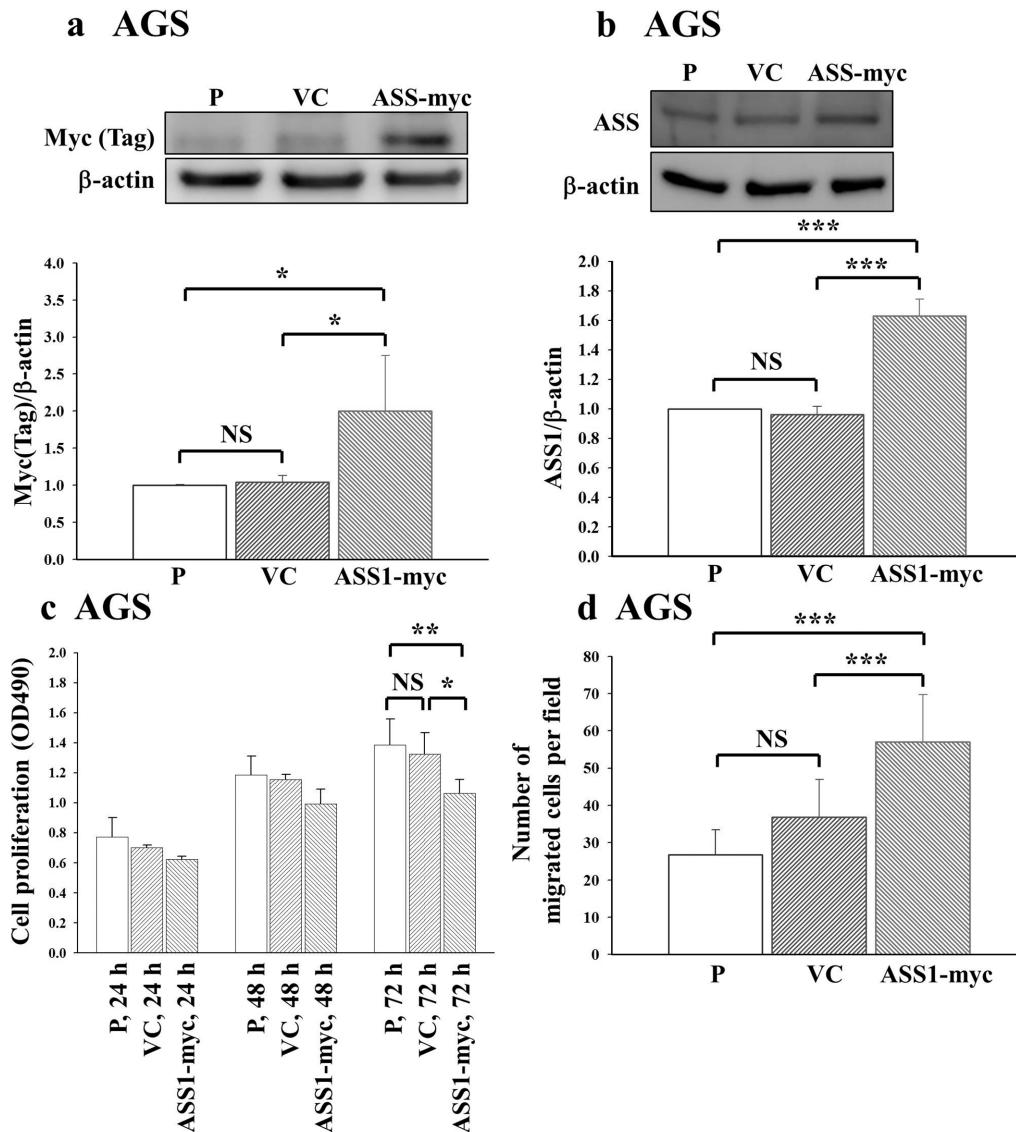 a AGS
P VC ASS-myc
Myc (Tag)
β-actin
Myc(Tag)/β-actin
4.0
3.5
3.0
2.5
2.0
1.5
1.0
0.5
0.0
*
*
NS
P VC ASS1-myc
b AGS
P VC ASS-myc
ASS
β-actin
ASS1/β-actin
2.0
1.8
1.6
1.4
1.2
1.0
0.8
0.6
0.4
0.2
0.0
***
***
NS
P VC ASS1-myc
c AGS
Cell proliferation (OD490)
2.0
1.8
1.6
1.4
1.2
1.0
0.8
0.6
0.4
0.2
0.0
**
NS *
P, 24 h
VC, 24 h
ASS1-myc, 24 h
P, 48 h
VC, 48 h
ASS1-myc, 48 h
P, 72 h
VC, 72 h
ASS1-myc, 72 h
d AGS
Number of
migrated cells per field
80
70
60
50
40
30
20
10
0
***
***
NS
P VC ASS1-myc